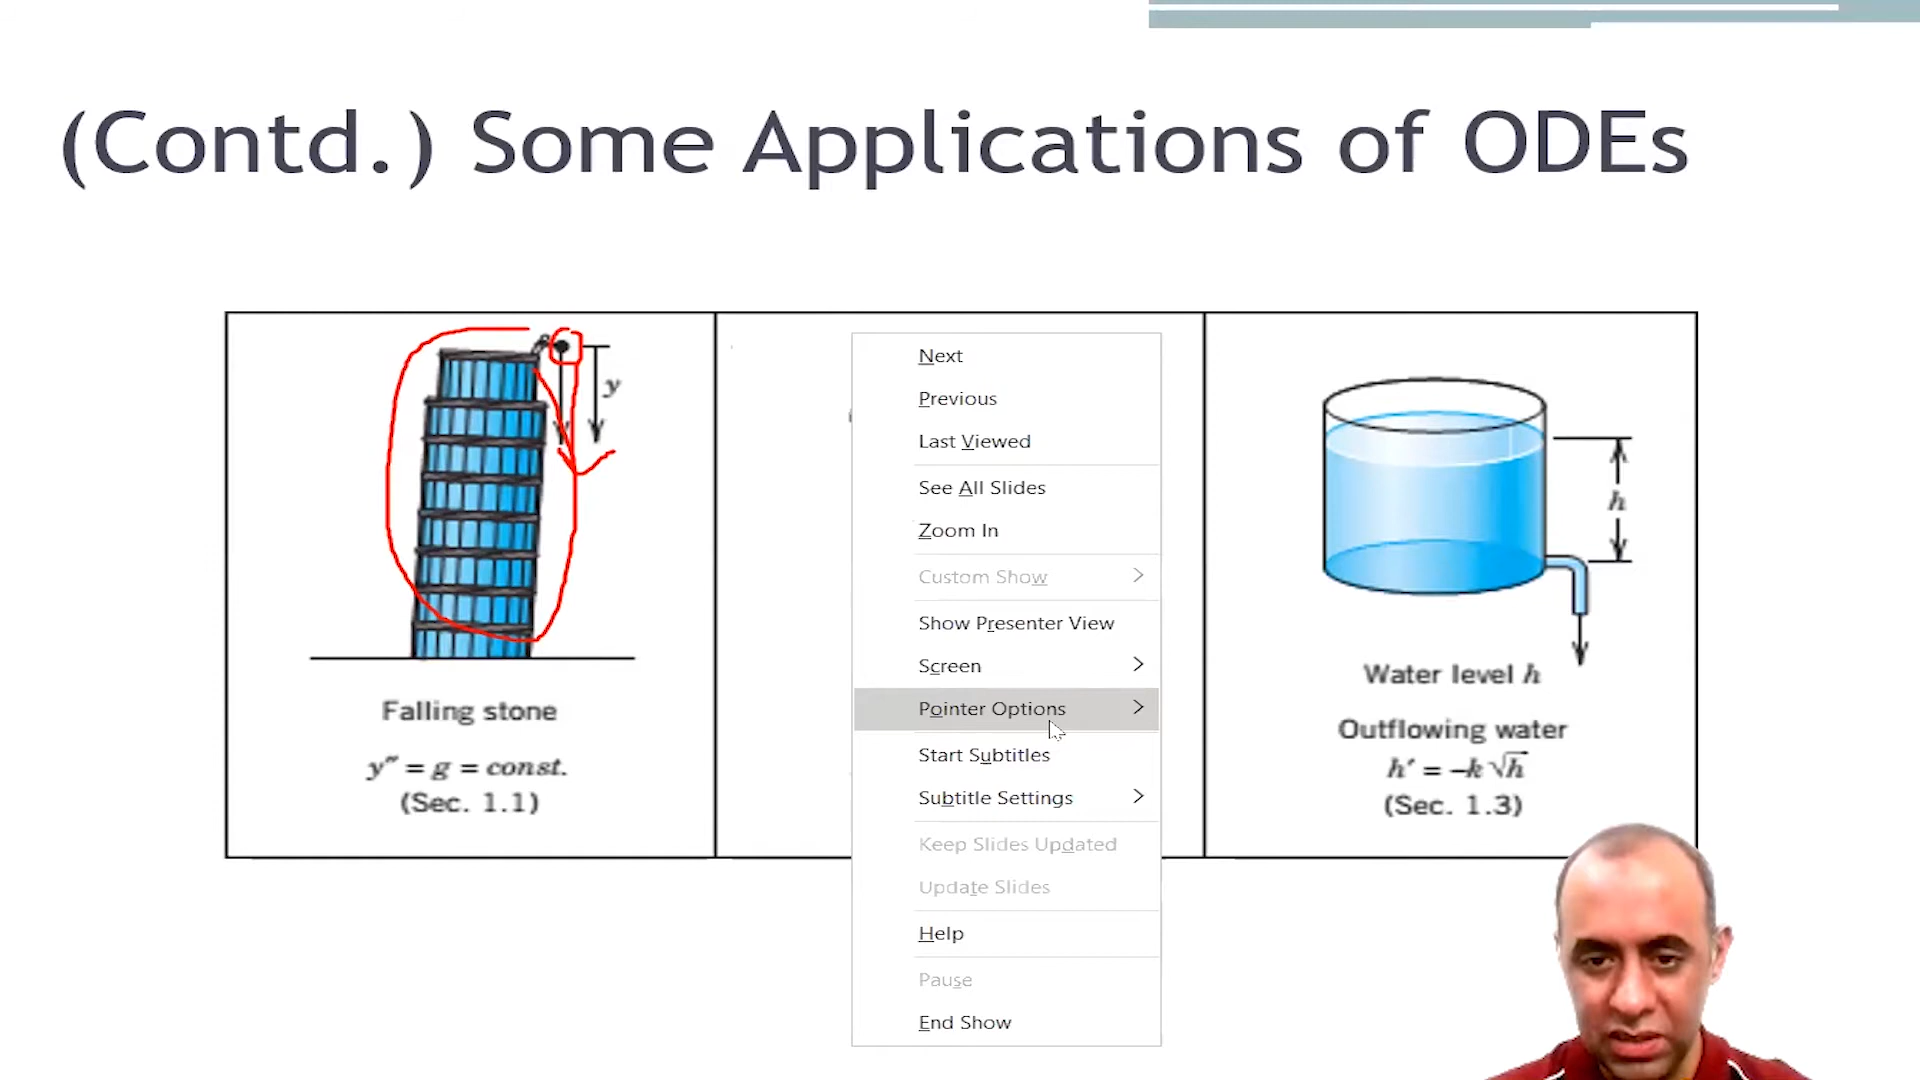 (Contd.) Some Applications of ODEs
y
Falling stone
y″ = g = const.
(Sec. 1.1)
Next
Previous
Last Viewed
See All Slides
Zoom In
Custom Show
Show Presenter View
Screen
Pointer Options
Start Subtitles
Subtitle Settings
Keep Slides Updated
Update Slides
Help
Pause
End Show
h
Water level h
Outflowing water
h′ = –k√h
(Sec. 1.3)